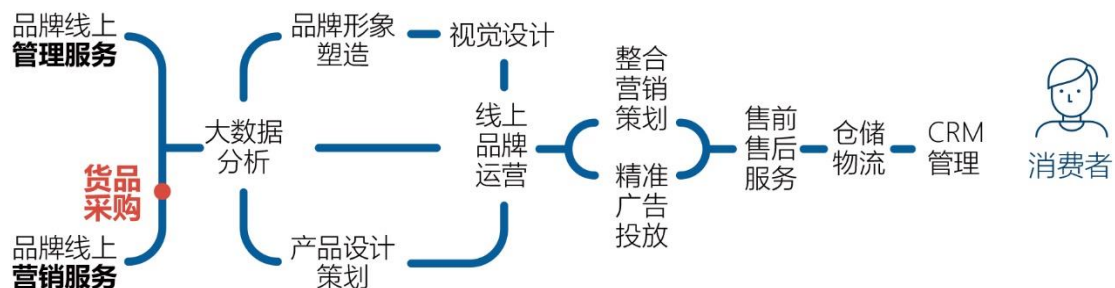 品牌线上
管理服务
货品
采购
品牌线上
营销服务
大数据
分析
品牌形象
塑造
视觉设计
产品设计
策划
线上
品牌
运营
整合
营销
策划
精准
广告
投放
售前
售后
服务
仓储
物流
CRM
管理
消费者